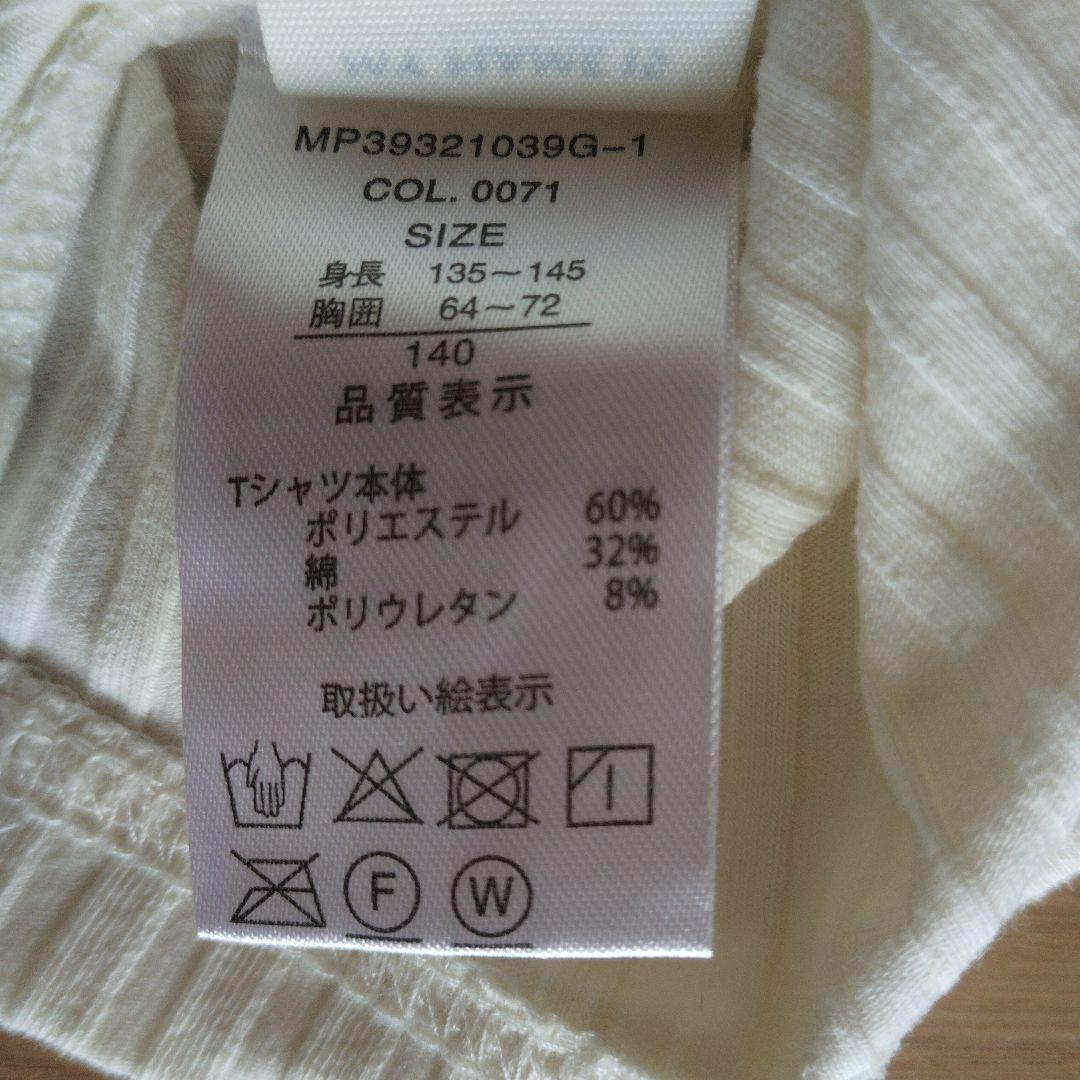 MP39321039G-1
COL. 0071
SIZE
身長 135~145
胸囲 64~72
140
品質表示
Tシャツ本体
ポリエステル 60%
綿 32%
ポリウレタン 8%
取扱い絵表示
F W